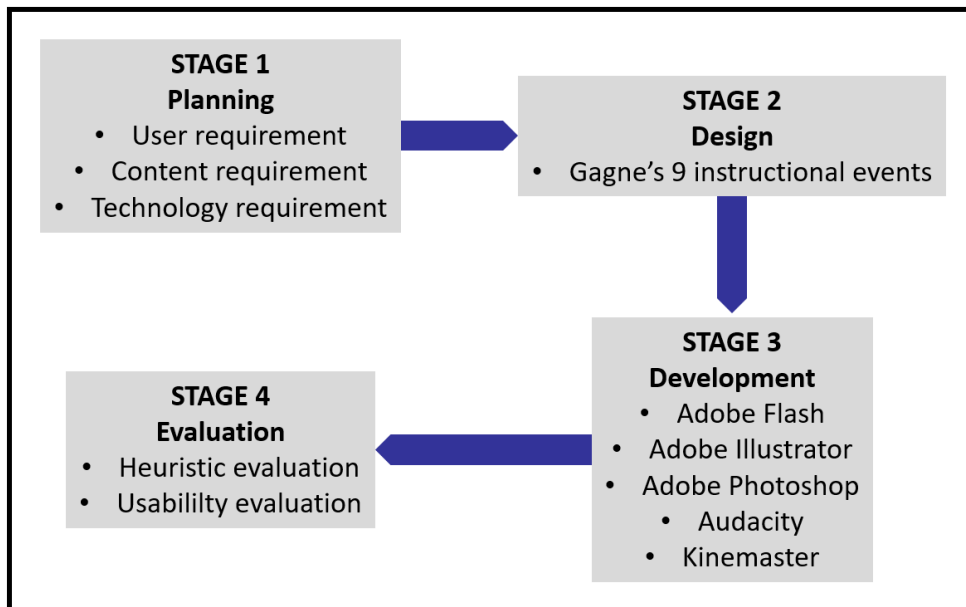 STAGE 1
Planning
• User requirement
• Content requirement
• Technology requirement
STAGE 2
Design
• Gagne's 9 instructional events
STAGE 3
Development
• Adobe Flash
• Adobe Illustrator
• Adobe Photoshop
• Audacity
• Kinemaster
STAGE 4
Evaluation
• Heuristic evaluation
• Usabililty evaluation